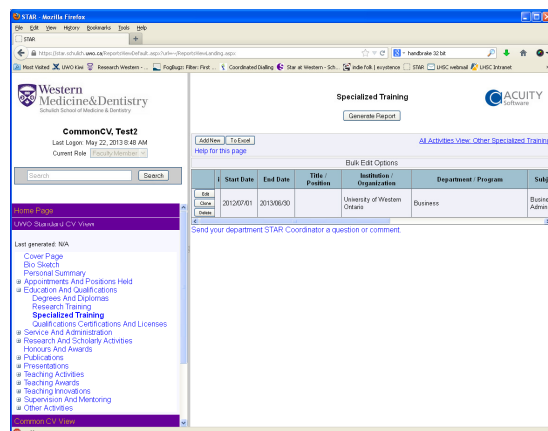 STAR - Mozilla Firefox
File Edit View History Bookmarks Tools Help
STAR
https://star.schulich.uwo.ca/ReportsNewDefault.aspx?url=~/ReportsNewLanding.aspx
handbrake 32 bit
Most Visited UWO Kiwi Research Western - ... FogBugz Filter: First ... Coordinated Dialling Star at Western - Sch... indie folk | exystence STAR LHSC webmail LHSC Intranet
Western
Medicine&Dentistry
Schulich School of Medicine & Dentistry
CommonCV, Test2
Last Logon: May 22, 2013 8:48 AM
Current Role Faculty Member
Search Search
Home Page
UWO Standard CV View
Last generated: N/A
Cover Page
Bio Sketch
Personal Summary
Appointments And Positions Held
Education And Qualifications
Degrees And Diplomas
Research Training
Specialized Training
Qualifications Certifications And Licenses
Service And Administration
Research And Scholarly Activities
Honours And Awards
Publications
Presentations
Teaching Activities
Teaching Awards
Teaching Innovations
Supervision And Mentoring
Other Activities
Common CV View
Specialized Training
ACUITY
Software
Generate Report
Add New To Excel
All Activities View: Other Specialized Trainin
Help for this page
Bulk Edit Options
Start Date End Date Title / Position Institution / Organization Department / Program Subj
Edit
Clone
Delete
2012/07/01 2013/06/30 University of Western Ontario Business Busine Admin
Send your department STAR Coordinator a question or comment.